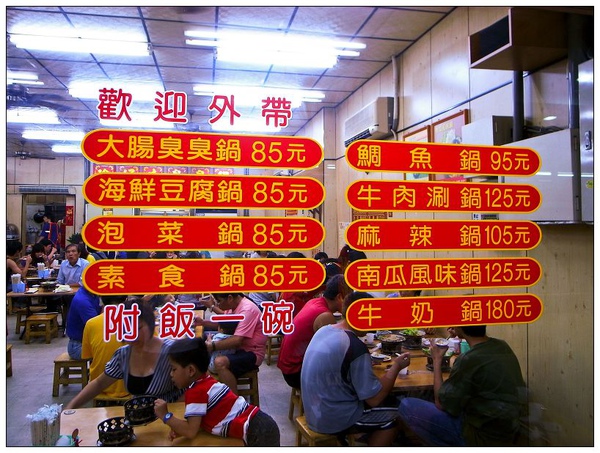 歡迎外帶
大腸臭臭鍋 85元
海鮮豆腐鍋 85元
泡菜鍋 85元
素食鍋 85元
附飯一碗
鯛魚鍋 95元
牛肉涮鍋 125元
麻辣鍋 105元
南瓜風味鍋 125元
牛奶鍋 180元